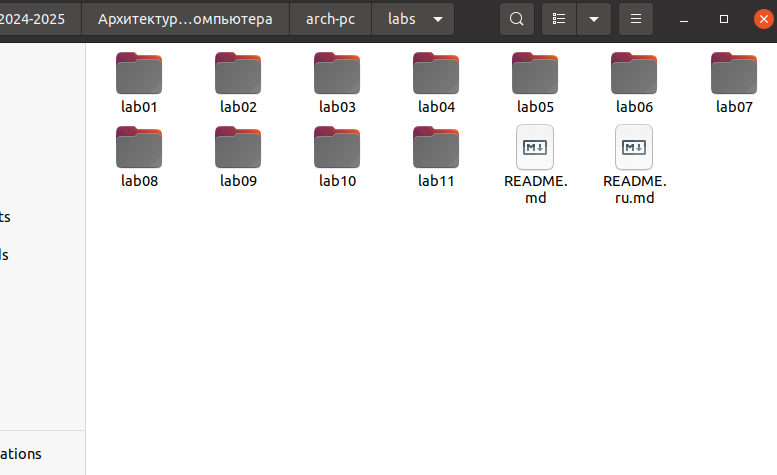 2024-2025
Архитектур…омпьютера
arch-pc
labs
lab01
lab02
lab03
lab04
lab05
lab06
lab07
lab08
lab09
lab10
lab11
README.
md
README.
ru.md
ts
ls
ations